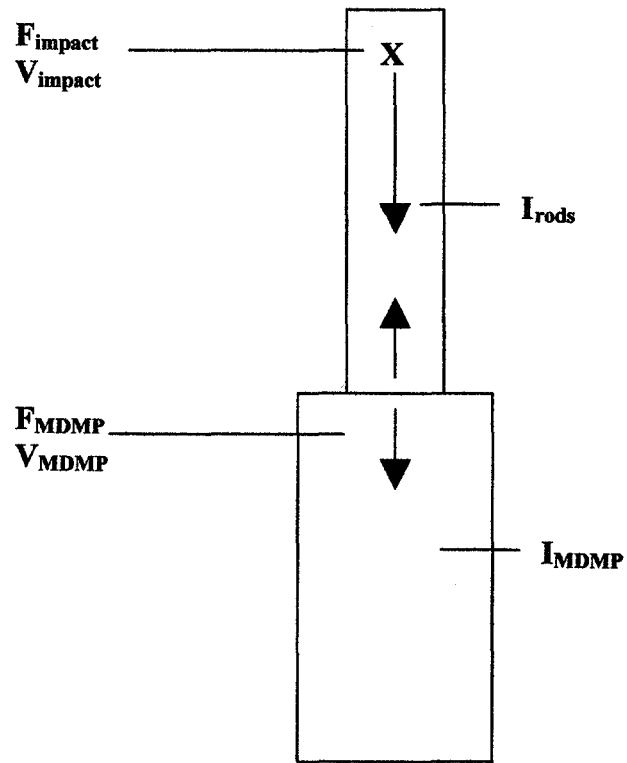 F_impact
V_impact
X
I_rods
F_MDMP
V_MDMP
I_MDMP